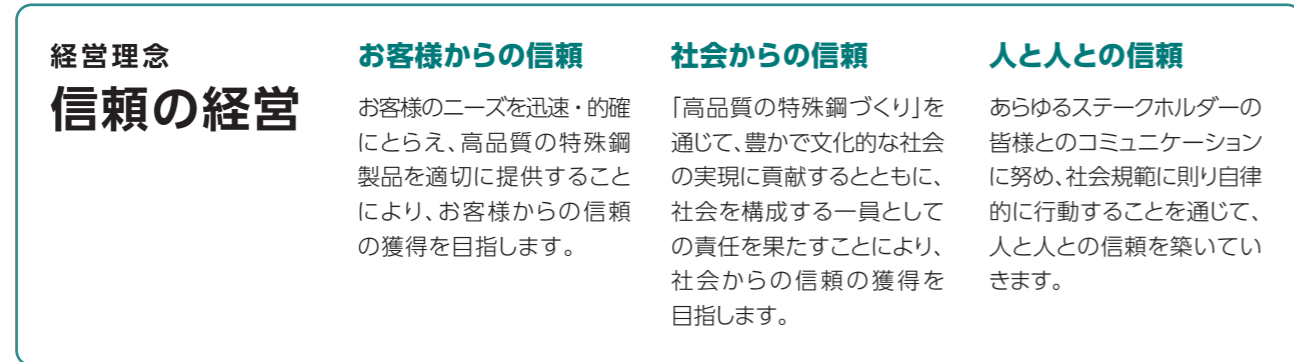 経営理念
信頼の経営
お客様からの信頼
お客様のニーズを迅速・的確
にとらえ、高品質の特殊鋼
製品を適切に提供すること
により、お客様からの信頼
の獲得を目指します。
社会からの信頼
「高品質の特殊鋼づくり」を
通じて、豊かで文化的な社会
の実現に貢献するとともに、
社会を構成する一員として
の責任を果たすことにより、
社会からの信頼の獲得を
目指します。
人と人との信頼
あらゆるステークホルダーの
皆様とのコミュニケーション
に努め、社会規範に則り自律
的に行動することを通じて、
人と人との信頼を築いてい
きます。